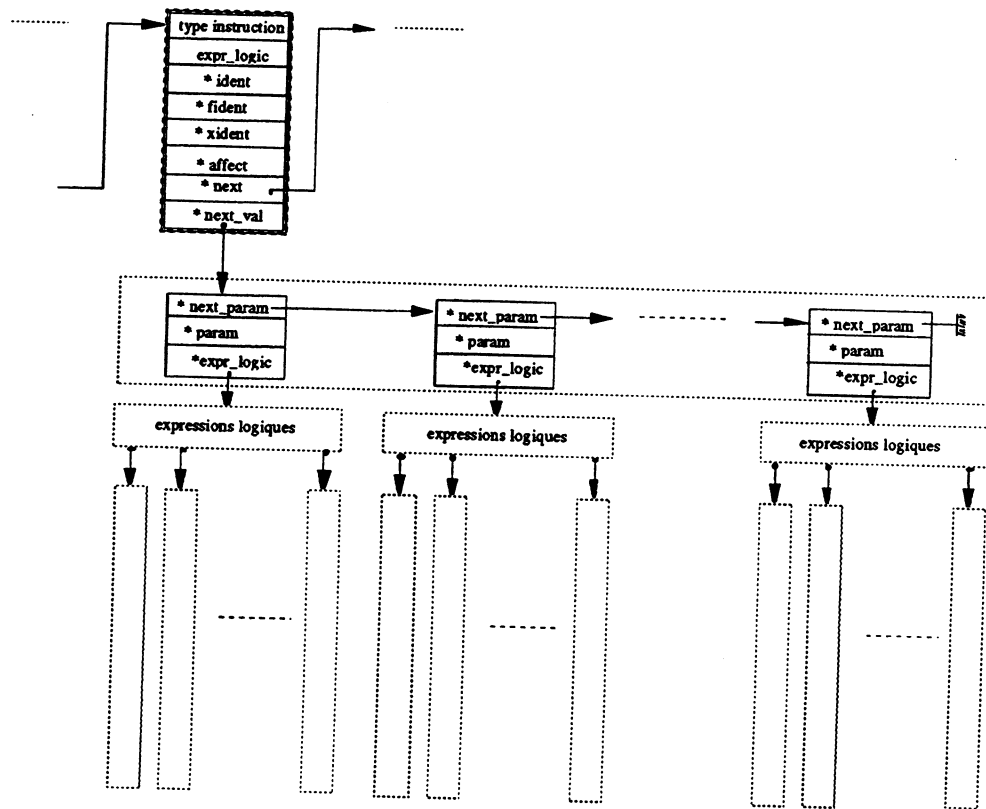 type instruction
expr_logic
* ident
* fident
* xident
* affect
* next
* next_val
* next_param
* param
*expr_logic
* next_param
* param
*expr_logic
* next_param
* param
*expr_logic
expressions logiques
expressions logiques
expressions logiques